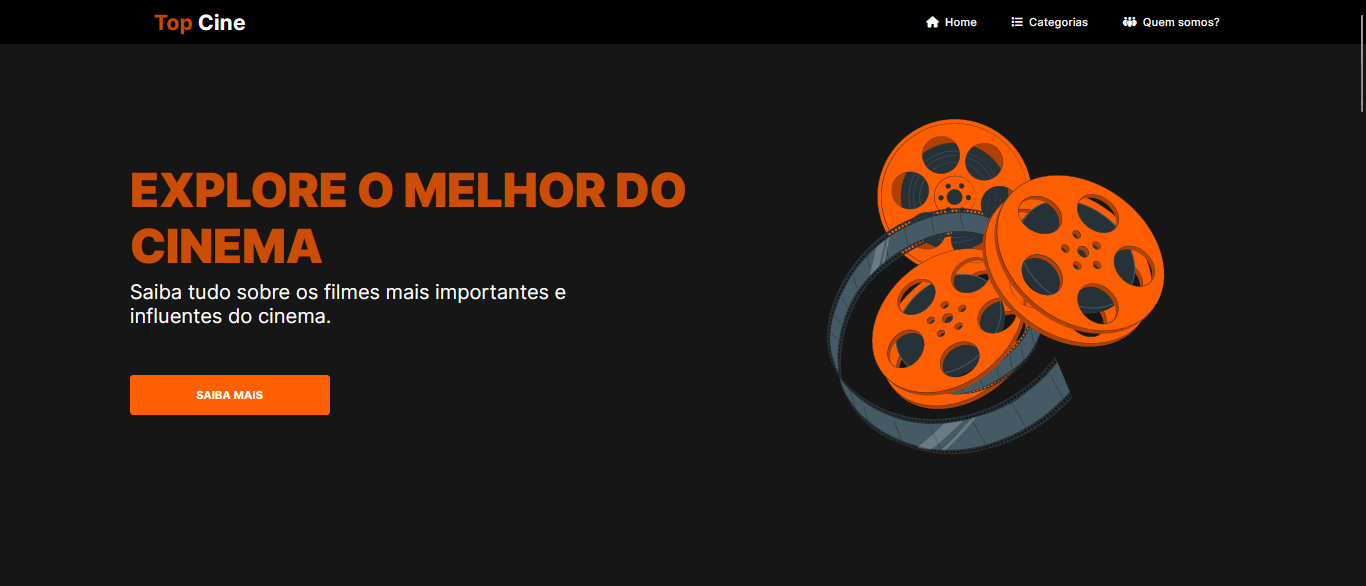 Top Cine
Home
Categorias
Quem somos?
EXPLORE O MELHOR DO
CINEMA
Saiba tudo sobre os filmes mais importantes e
influentes do cinema.
SAIBA MAIS